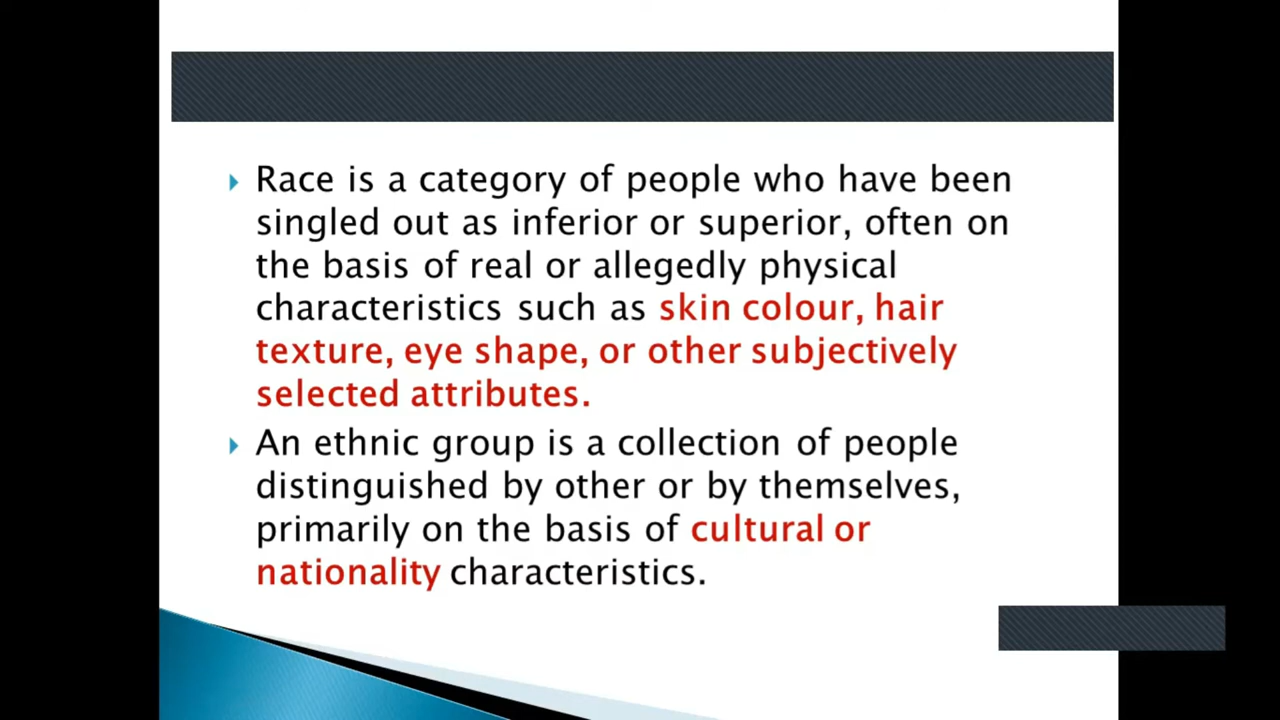 Race is a category of people who have been
singled out as inferior or superior, often on
the basis of real or allegedly physical
characteristics such as skin colour, hair
texture, eye shape, or other subjectively
selected attributes.
An ethnic group is a collection of people
distinguished by other or by themselves,
primarily on the basis of cultural or
nationality characteristics.